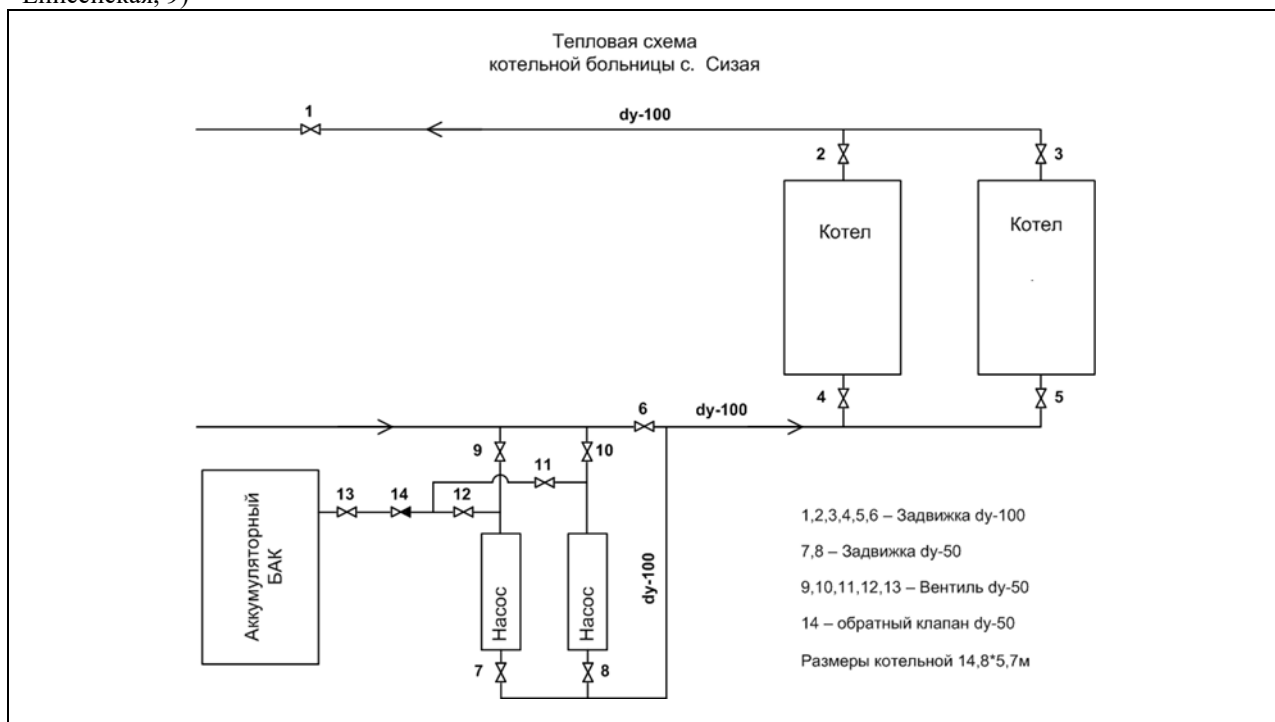 Тепловая схема
котельной больницы с. Сизая
1
dy-100
2
3
Котел
Котел
4
5
6
dy-100
9
10
11
13
14
12
Аккумуляторный
БАК
Насос
Насос
dy-100
7
8
1,2,3,4,5,6 – Задвижка dy-100
7,8 – Задвижка dy-50
9,10,11,12,13 – Вентиль dy-50
14 – обратный клапан dy-50
Размеры котельной 14,8*5,7м